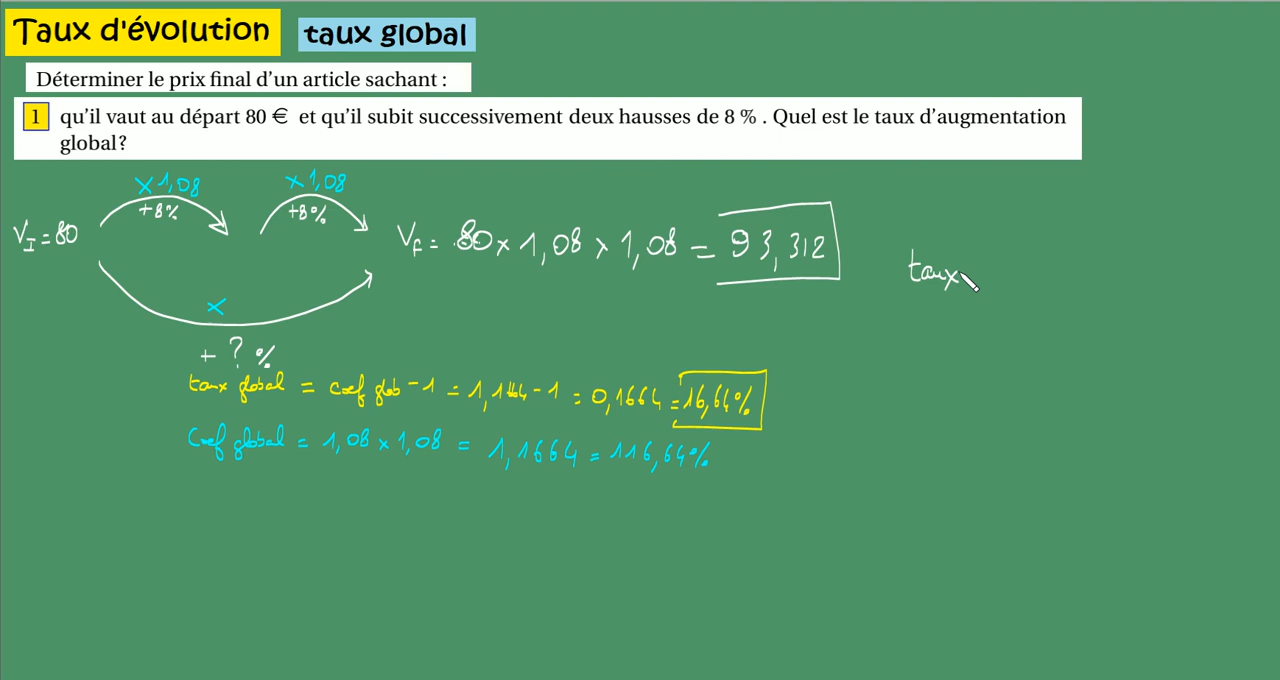 Taux d'évolution taux global
Déterminer le prix final d'un article sachant :
1 qu'il vaut au départ 80 € et qu'il subit successivement deux hausses de 8 % . Quel est le taux d'augmentation
global?
×1,08 ×1,08
+8% +8%
V_I = 80 V_f = 80 × 1,08 × 1,08 = 93,312
taux
×
+ ? %
taux global = coef glob - 1 = 1,1664 - 1 = 0,1664 = 16,64%
Coef global = 1,08 × 1,08 = 1,1664 = 116,64%